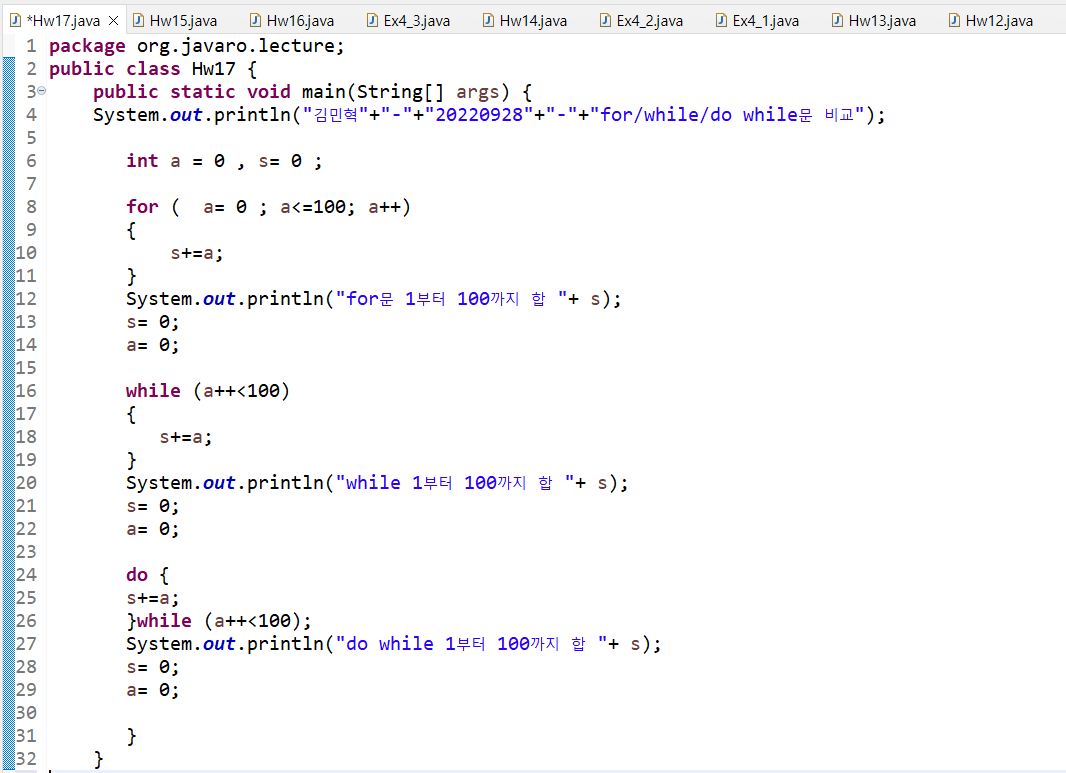 *Hw17.java Hw15.java Hw16.java Ex4_3.java Hw14.java Ex4_2.java Ex4_1.java Hw13.java Hw12.java
1 package org.javaro.lecture;
2 public class Hw17 {
3 public static void main(String[] args) {
4 System.out.println("김민혁"+"-"+"20220928"+"-"+"for/while/do while문 비교");
5
6 int a = 0 , s= 0 ;
7
8 for (  a= 0 ; a<=100; a++)
9 {
10 s+=a;
11 }
12 System.out.println("for문 1부터 100까지 합 "+ s);
13 s= 0;
14 a= 0;
15
16 while (a++<100)
17 {
18 s+=a;
19 }
20 System.out.println("while 1부터 100까지 합 "+ s);
21 s= 0;
22 a= 0;
23
24 do {
25 s+=a;
26 }while (a++<100);
27 System.out.println("do while 1부터 100까지 합 "+ s);
28 s= 0;
29 a= 0;
30
31 }
32 }